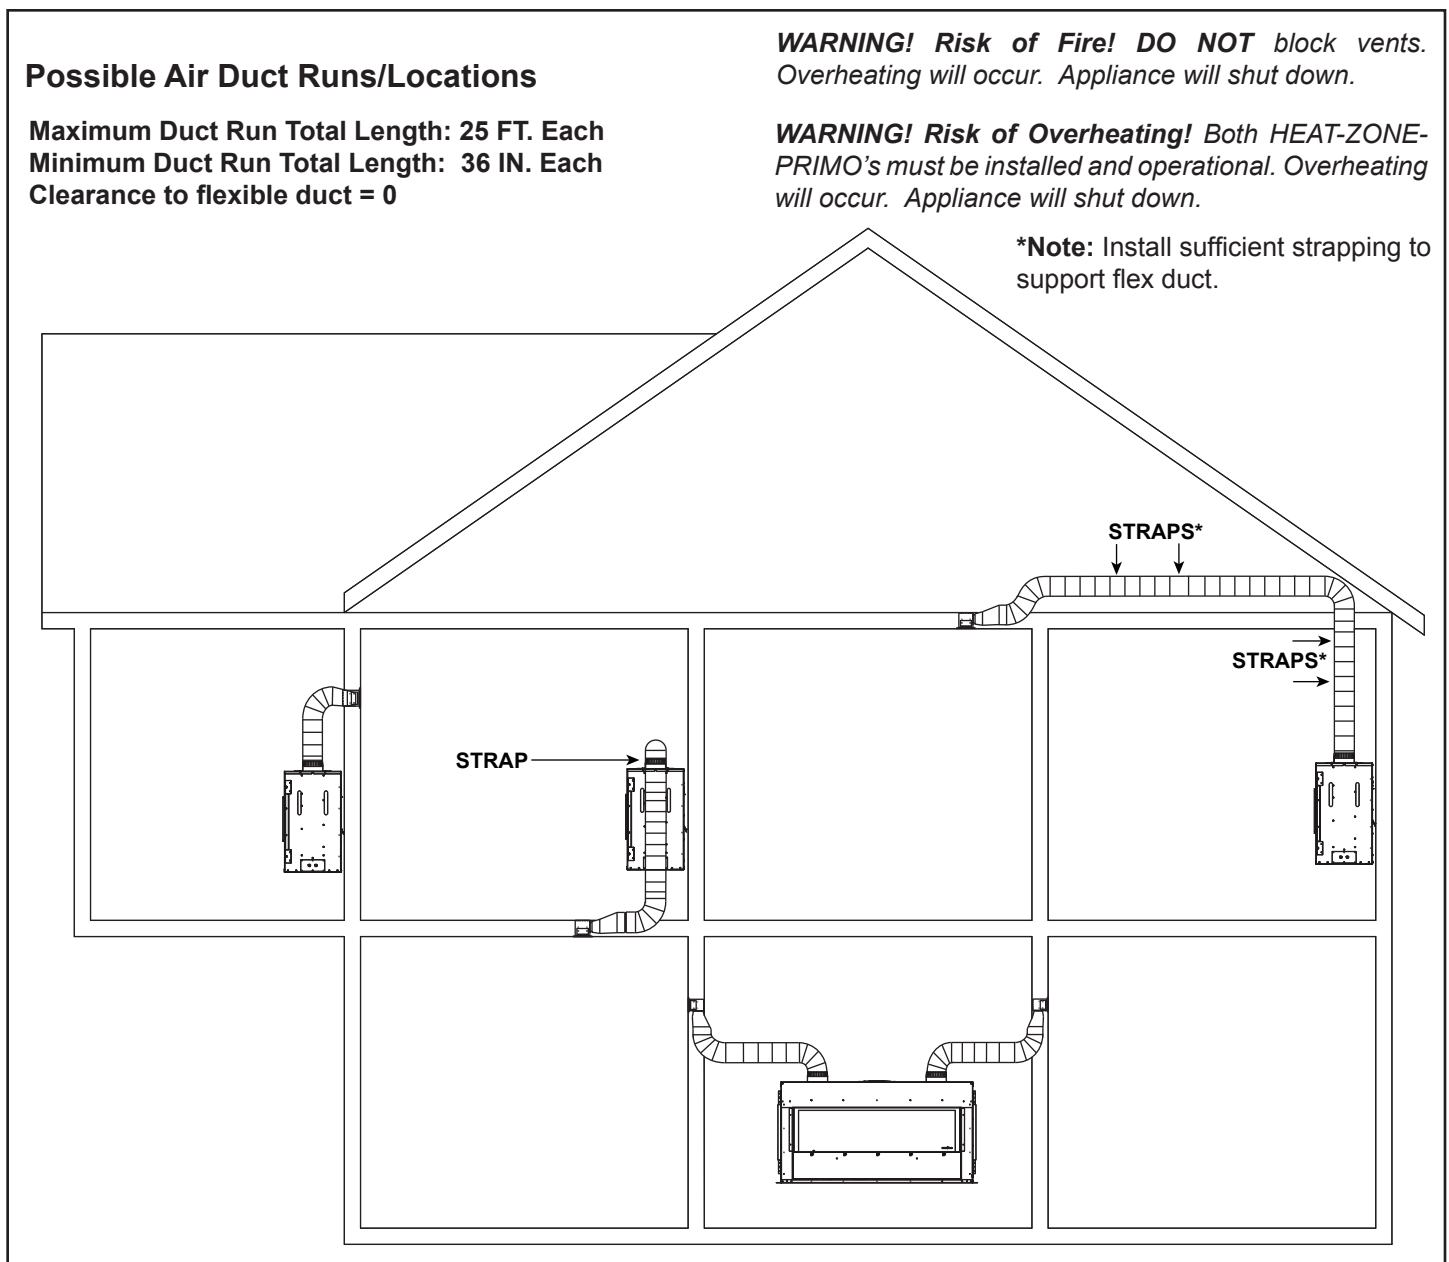 Possible Air Duct Runs/Locations
Maximum Duct Run Total Length: 25 FT. Each
Minimum Duct Run Total Length:  36 IN. Each
Clearance to flexible duct = 0
WARNING! Risk of Fire! DO NOT block vents.
Overheating will occur.  Appliance will shut down.
WARNING! Risk of Overheating! Both HEAT-ZONE-
PRIMO’s must be installed and operational. Overheating
will occur.  Appliance will shut down.
*Note: Install sufficient strapping to
support flex duct.
STRAPS*
STRAPS*
STRAP